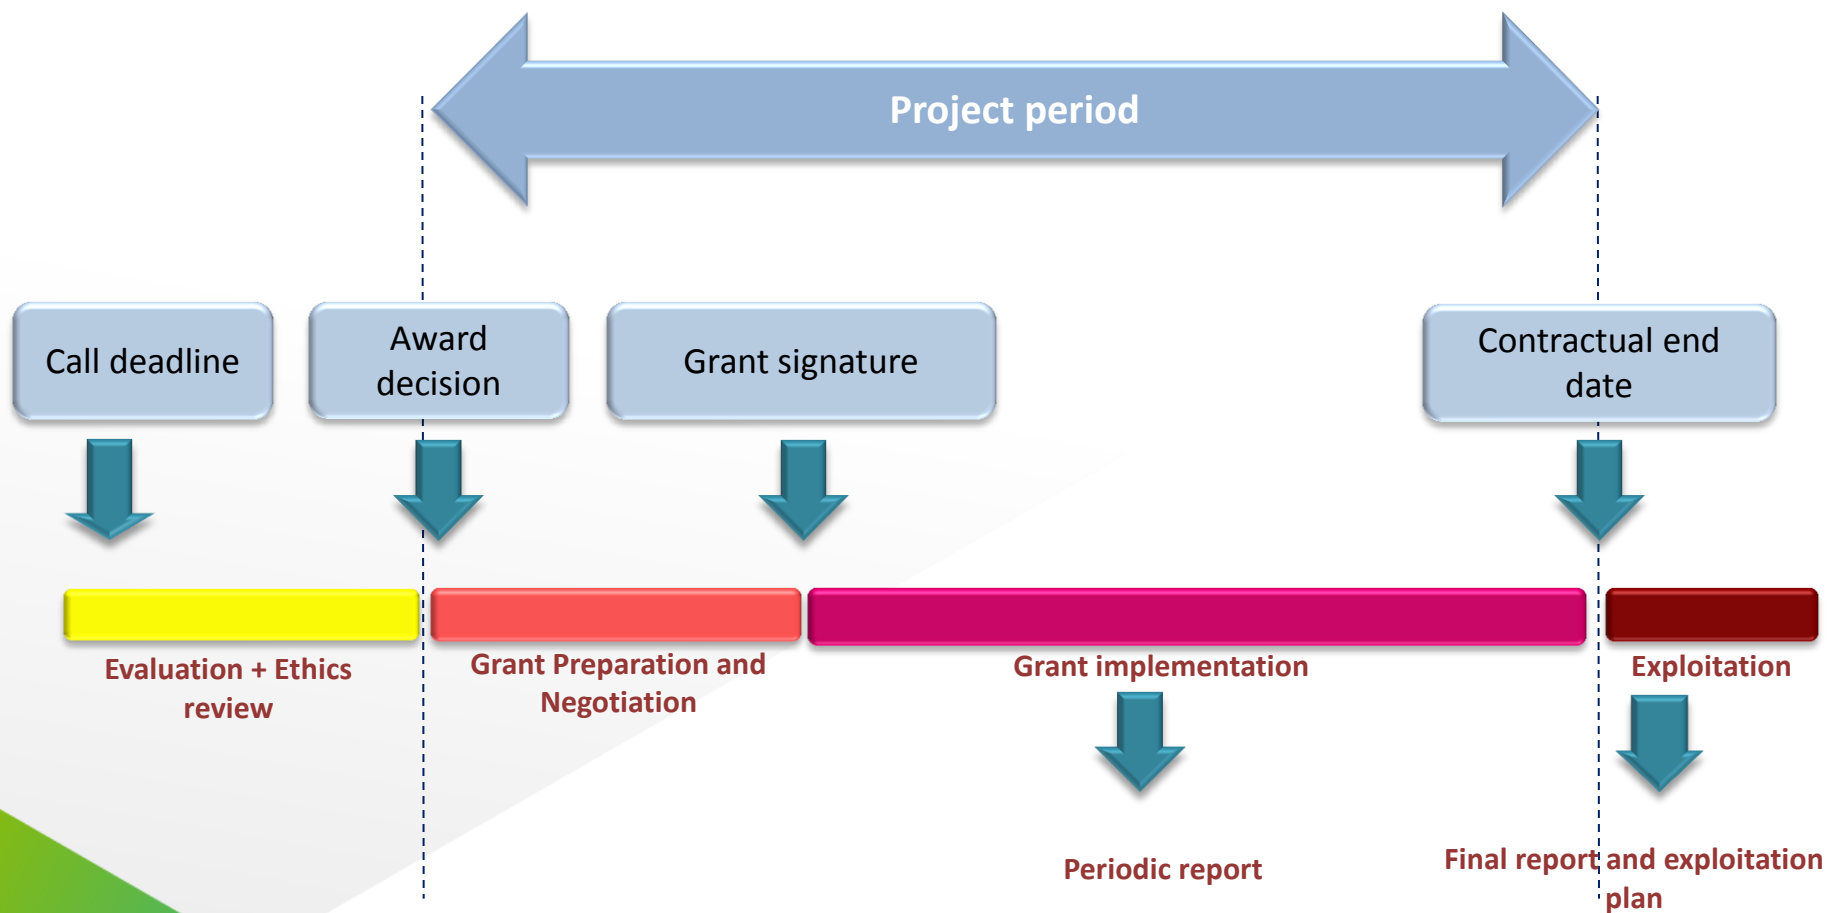 Project period
Call deadline
Award
decision
Grant signature
Contractual end
date
Evaluation + Ethics
review
Grant Preparation and
Negotiation
Grant implementation
Exploitation
Periodic report
Final report and exploitation
plan